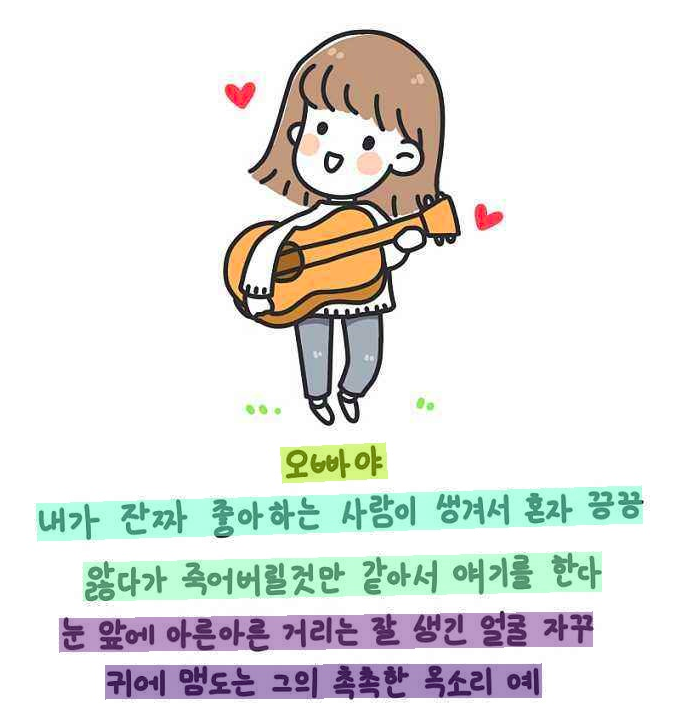 오빠야
내가 잔짜 좋아하는 사람이 생겨서 혼자 끙끙
앓다가 죽어버릴것만 같아서 얘기를 한다
눈 앞에 아른아른 거리는 잘 생긴 얼굴 자꾸
귀에 맴도는 그의 촉촉한 목소리 예